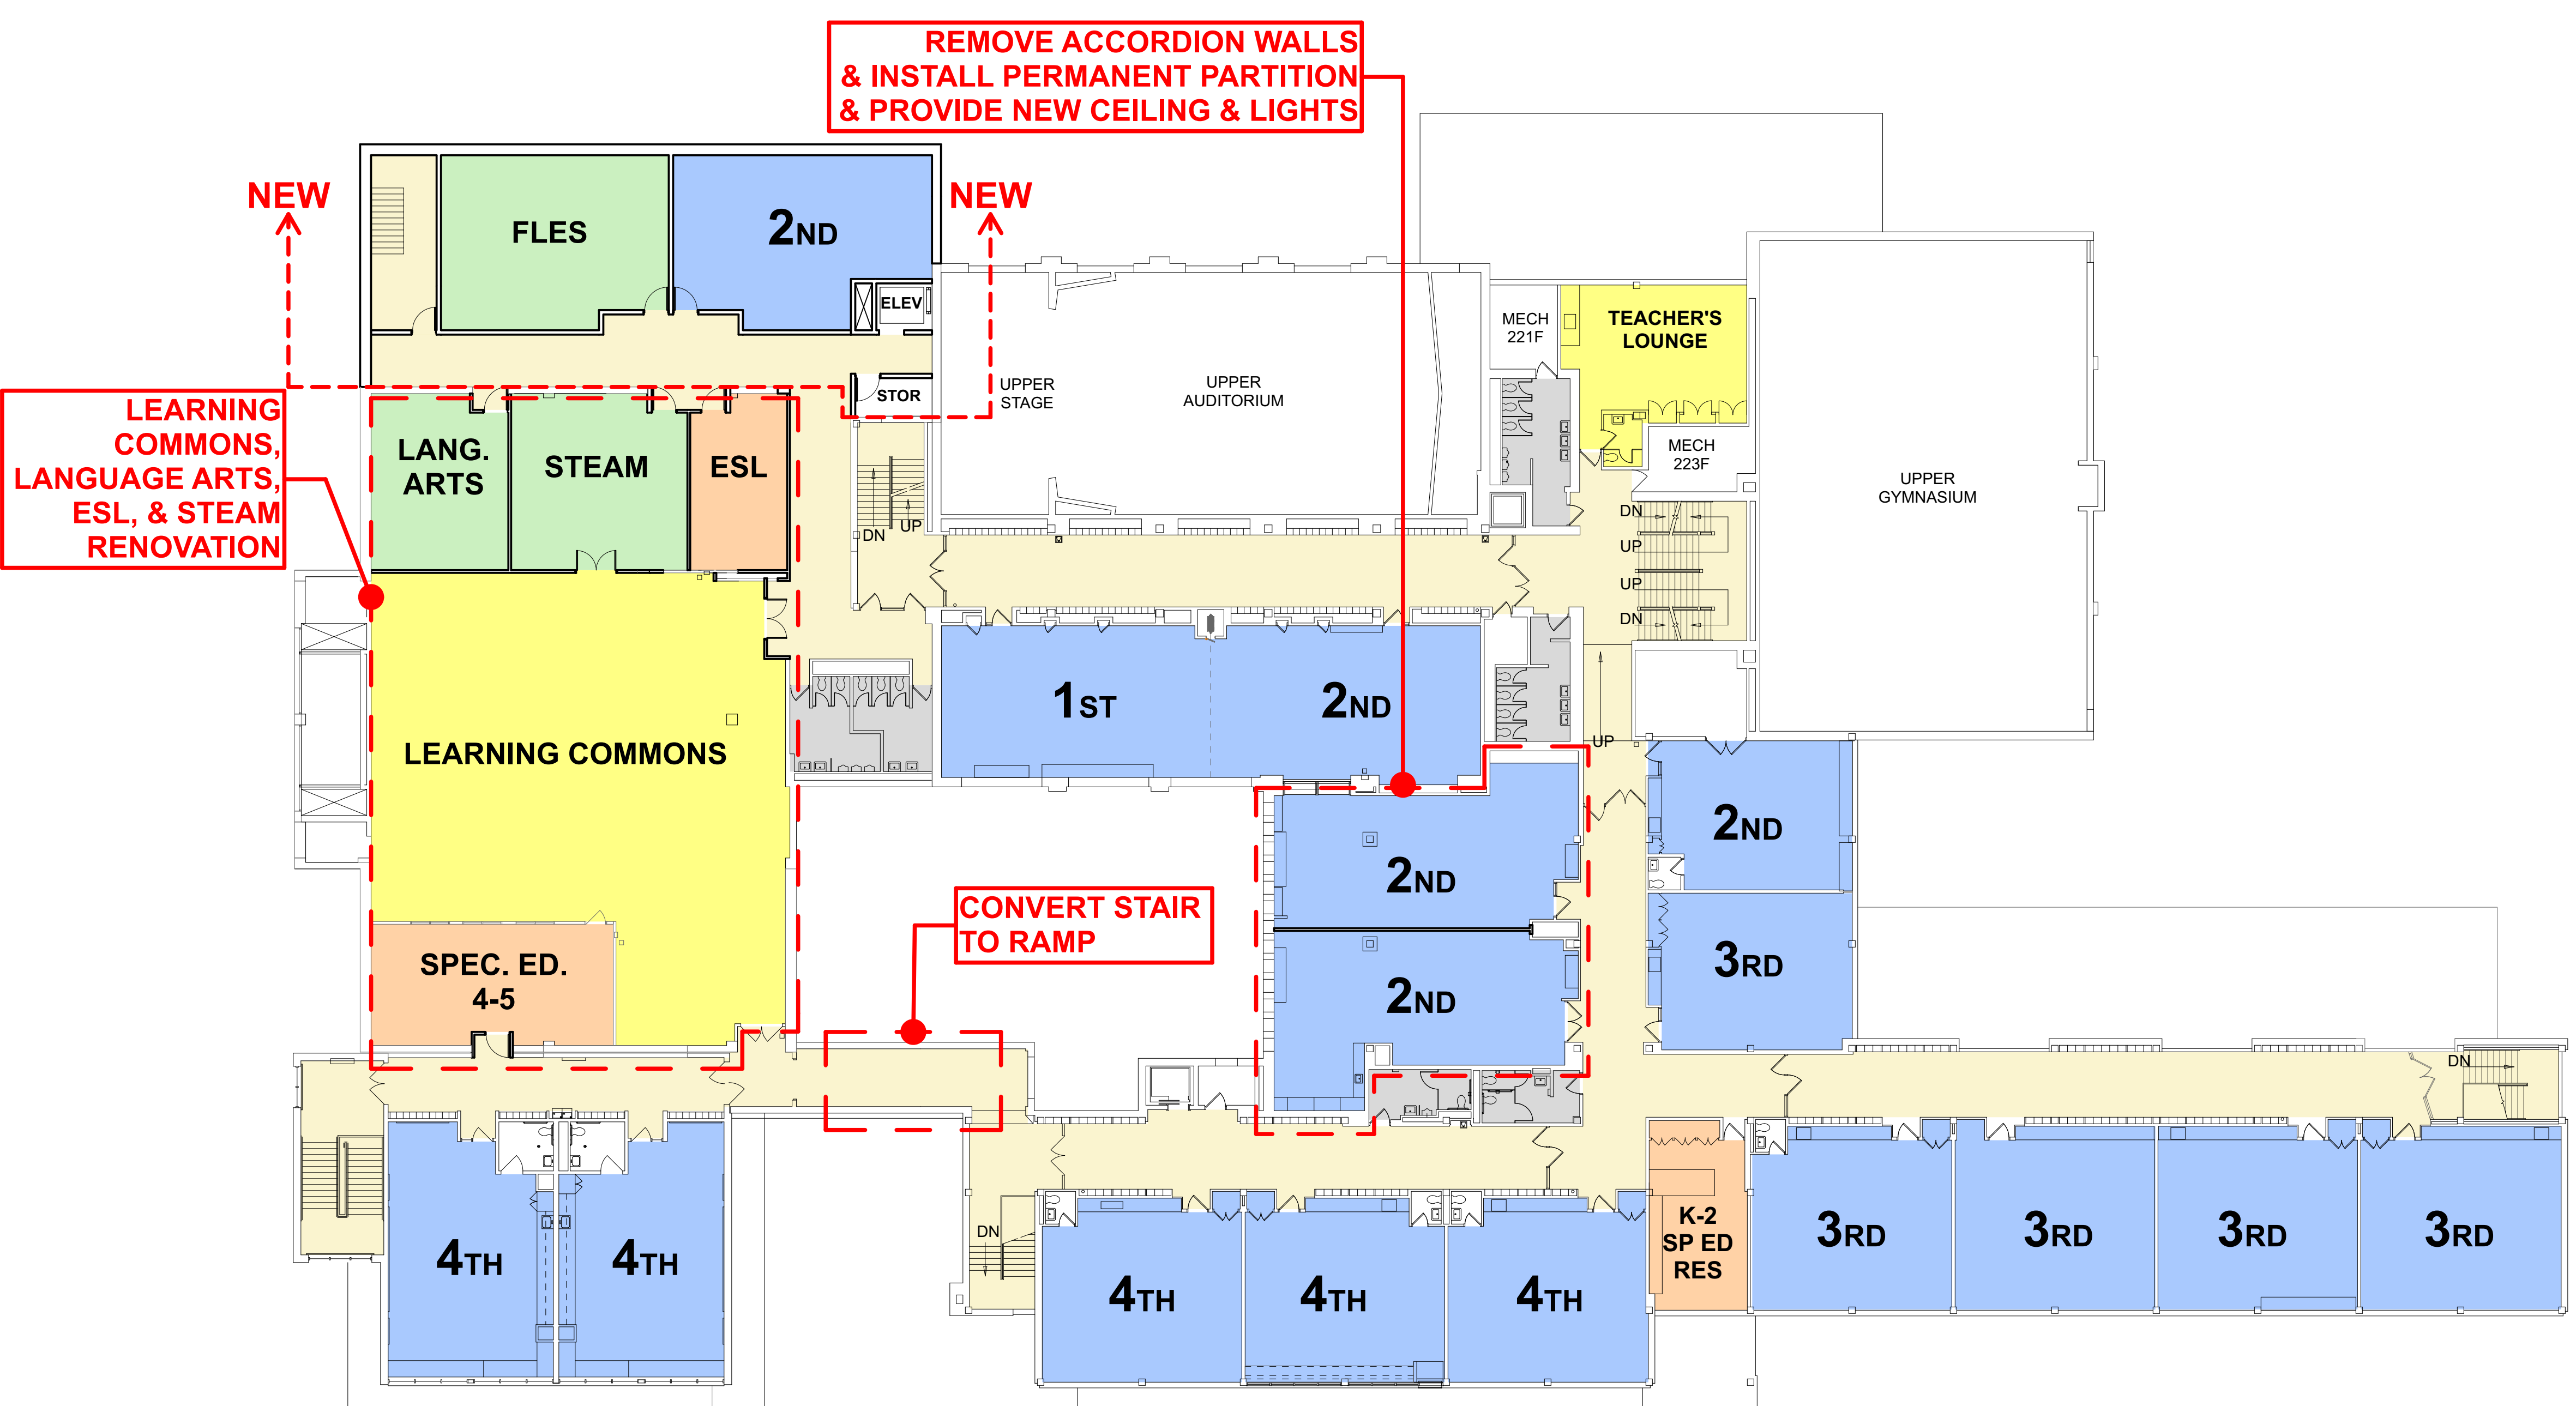 REMOVE ACCORDION WALLS
& INSTALL PERMANENT PARTITION
& PROVIDE NEW CEILING & LIGHTS
NEW
NEW
FLES
2ND
ELEV
STOR
UPPER
STAGE
UPPER
AUDITORIUM
MECH
221F
TEACHER'S
LOUNGE
MECH
223F
UPPER
GYMNASIUM
LEARNING
COMMONS,
LANGUAGE ARTS,
ESL, & STEAM
RENOVATION
LANG.
ARTS
STEAM
ESL
DN
UP
DN
UP
UP
DN
1ST
2ND
UP
LEARNING COMMONS
2ND
2ND
CONVERT STAIR
TO RAMP
SPEC. ED.
4-5
3RD
2ND
DN
4TH
4TH
DN
4TH
4TH
4TH
K-2
SP ED
RES
3RD
3RD
3RD
3RD